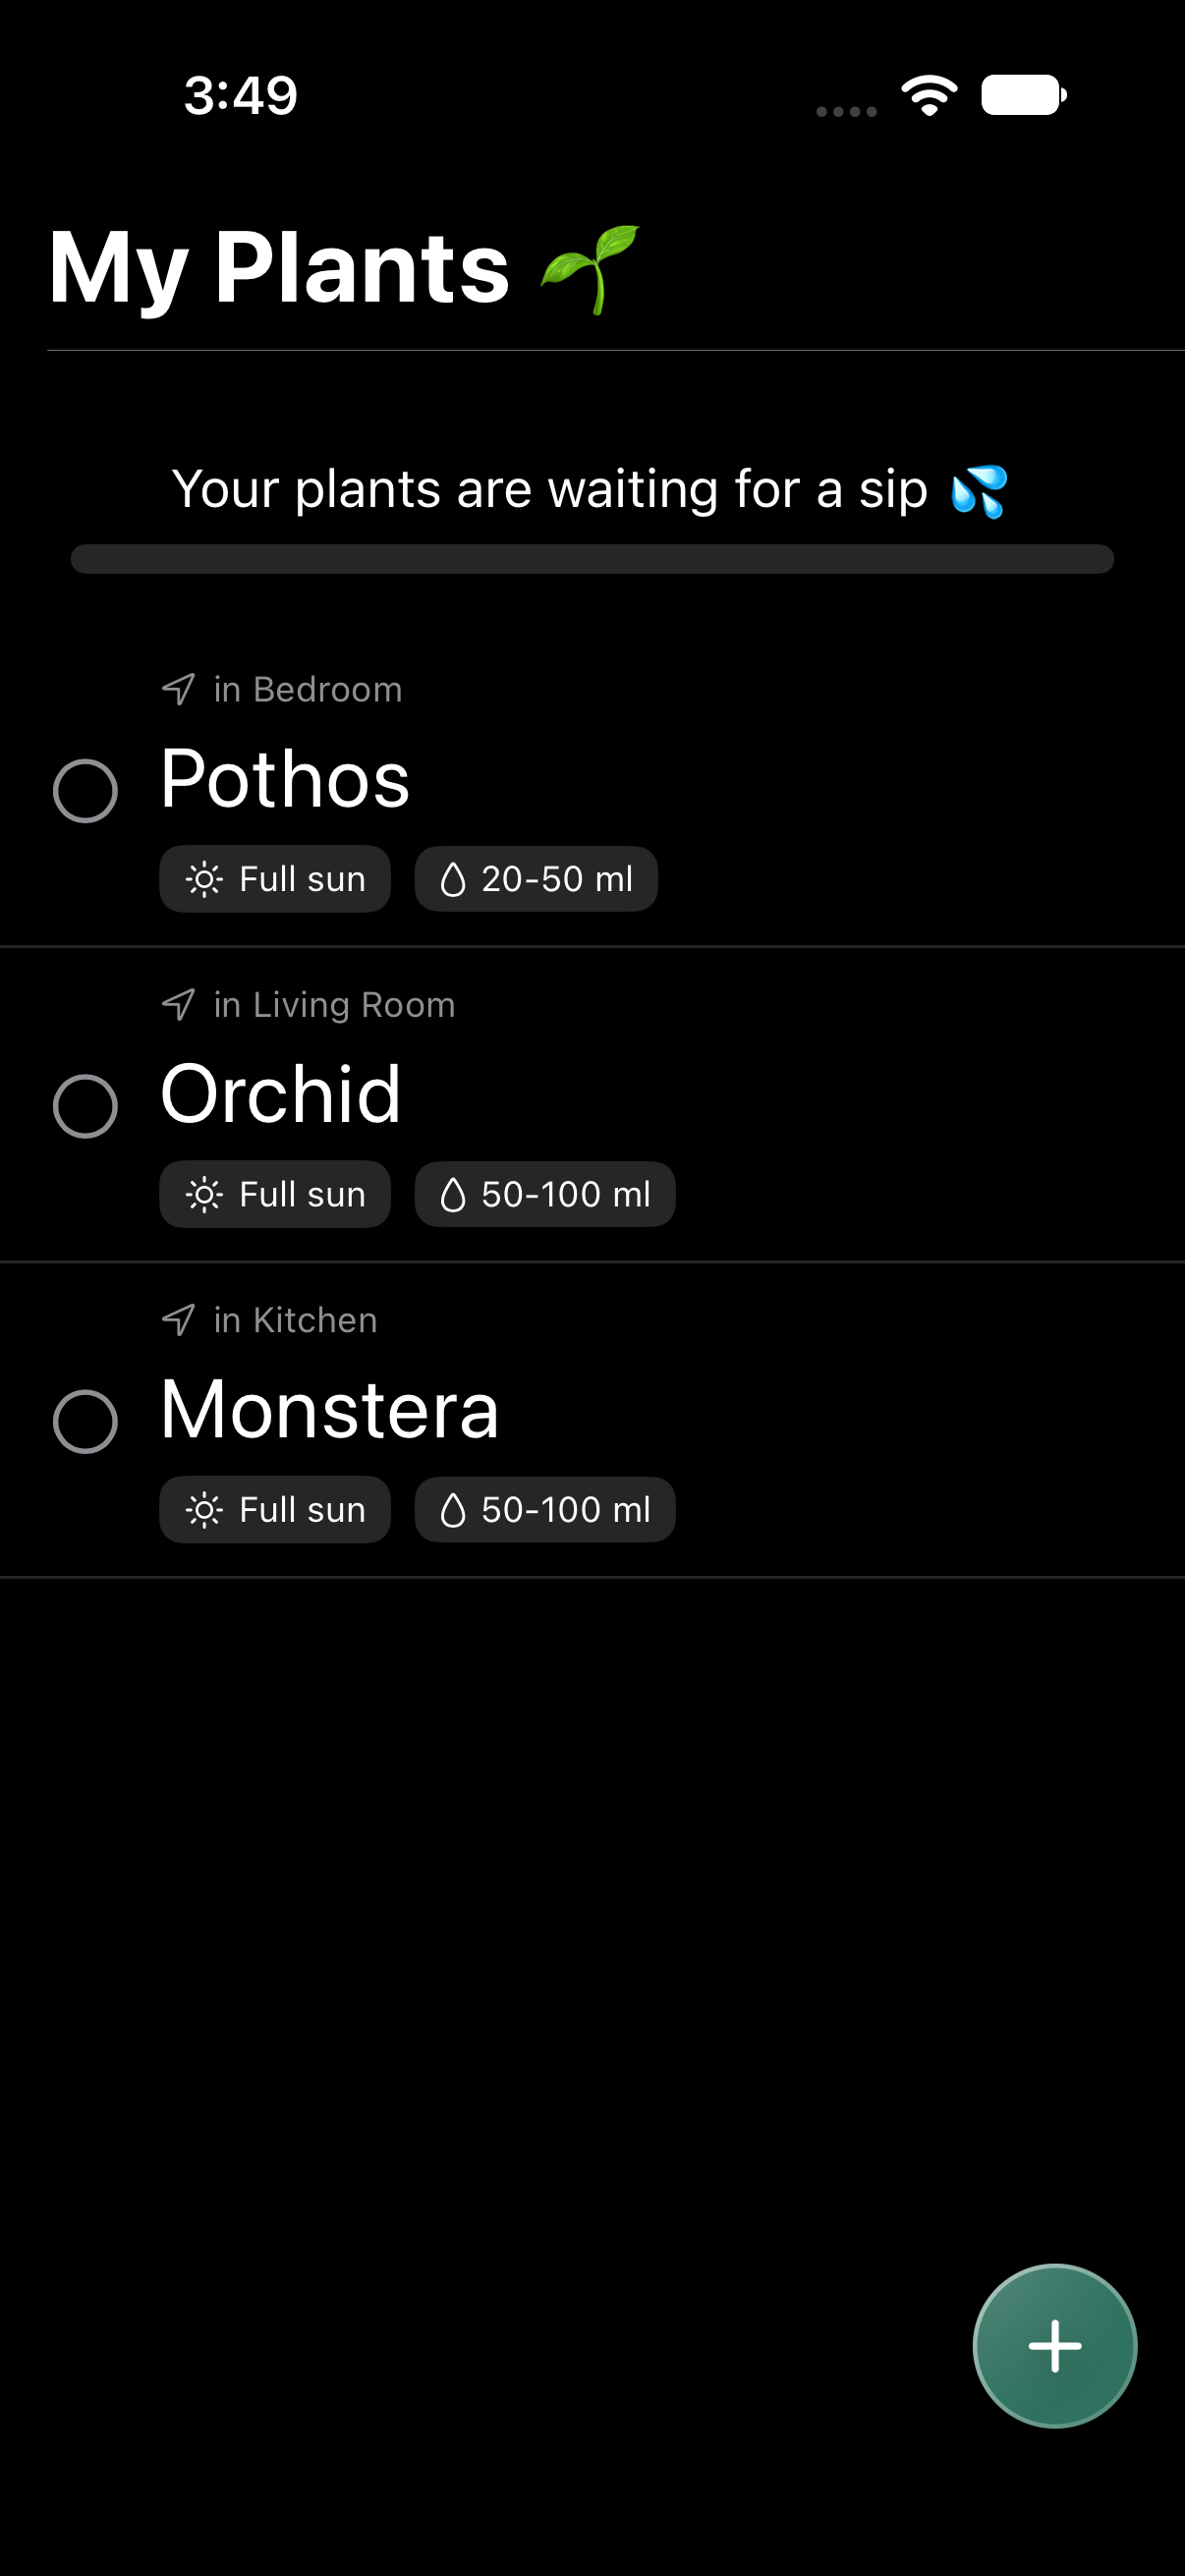 3:49
My Plants 🌱
Your plants are waiting for a sip 💦
in Bedroom
Pothos
Full sun 20-50 ml
in Living Room
Orchid
Full sun 50-100 ml
in Kitchen
Monstera
Full sun 50-100 ml